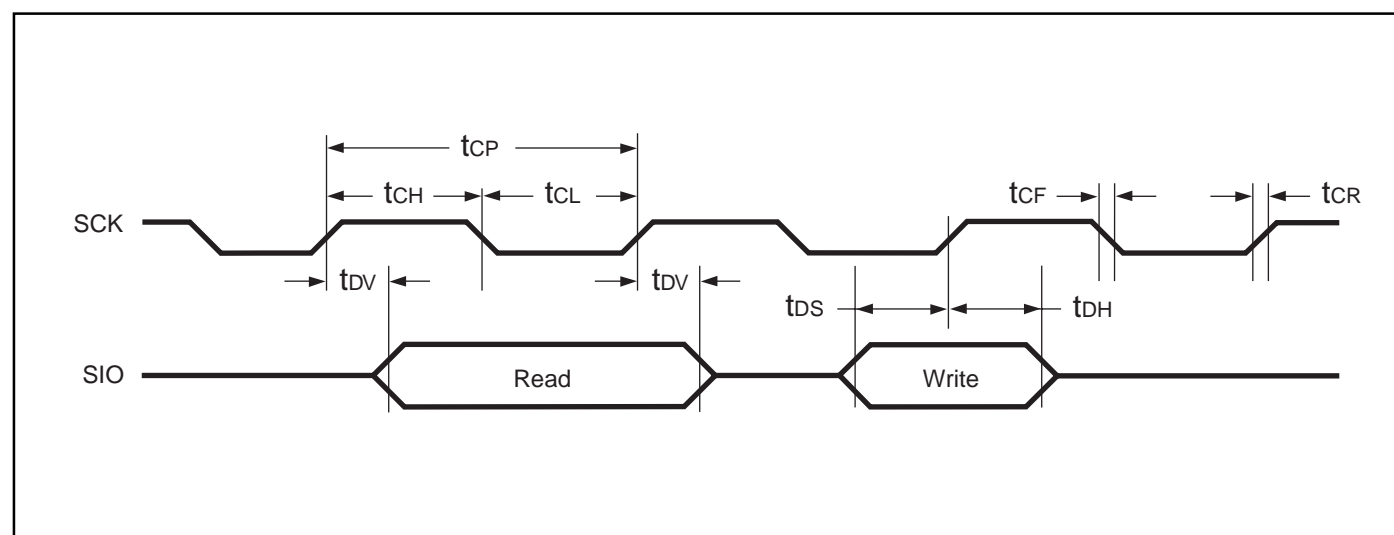 tCP
tCH tCL tCF tCR
SCK
tDV tDV
tDS tDH
SIO Read Write